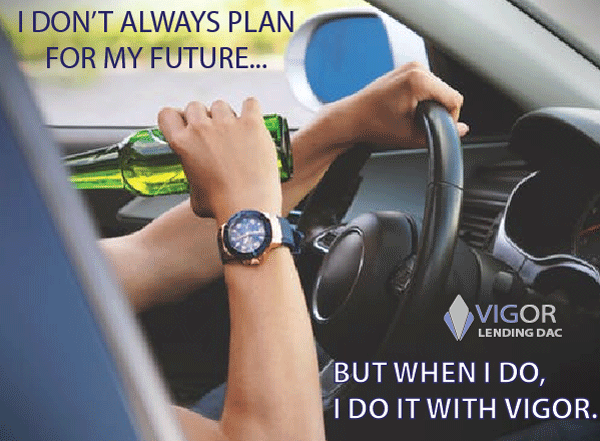 I DON'T ALWAYS PLAN
FOR MY FUTURE...
VIGOR
LENDING DAC
BUT WHEN I DO,
I DO IT WITH VIGOR.